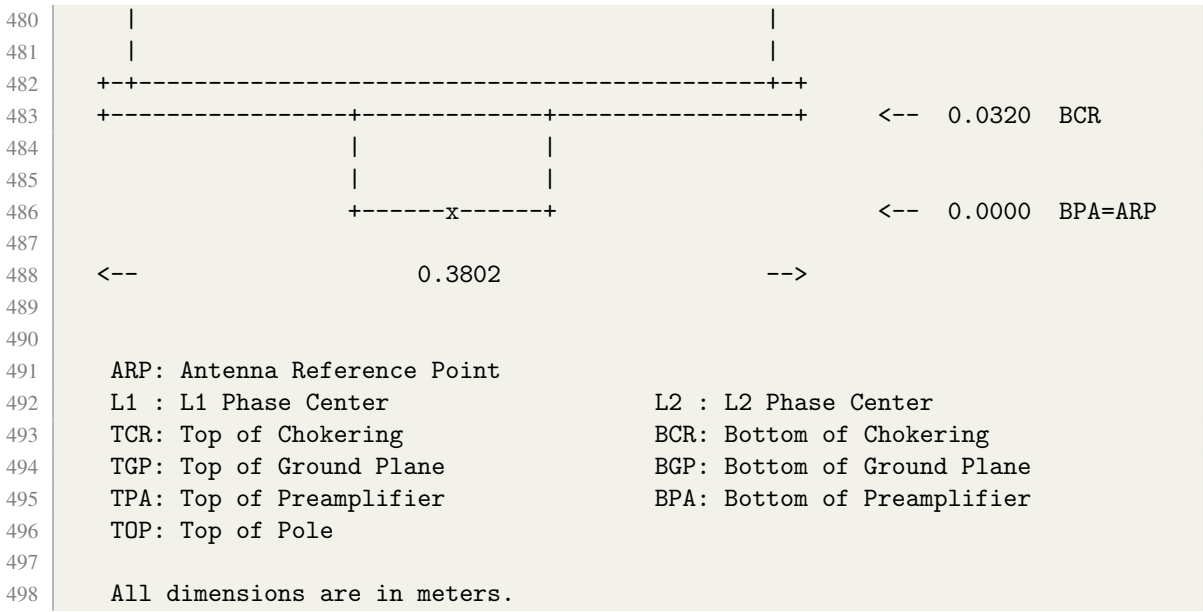 480      |                                              |
481      |                                              |
482    +-+----------------------------------------------+-+
483    +-----------------+-------------+-----------------+     <--  0.0320  BCR
484                      |             |
485                      |             |
486                      +------x------+                       <--  0.0000  BPA=ARP
487
488    <--                    0.3802                   -->
489
490
491     ARP: Antenna Reference Point
492     L1 : L1 Phase Center                   L2 : L2 Phase Center
493     TCR: Top of Chokering                  BCR: Bottom of Chokering
494     TGP: Top of Ground Plane               BGP: Bottom of Ground Plane
495     TPA: Top of Preamplifier               BPA: Bottom of Preamplifier
496     TOP: Top of Pole
497
498     All dimensions are in meters.